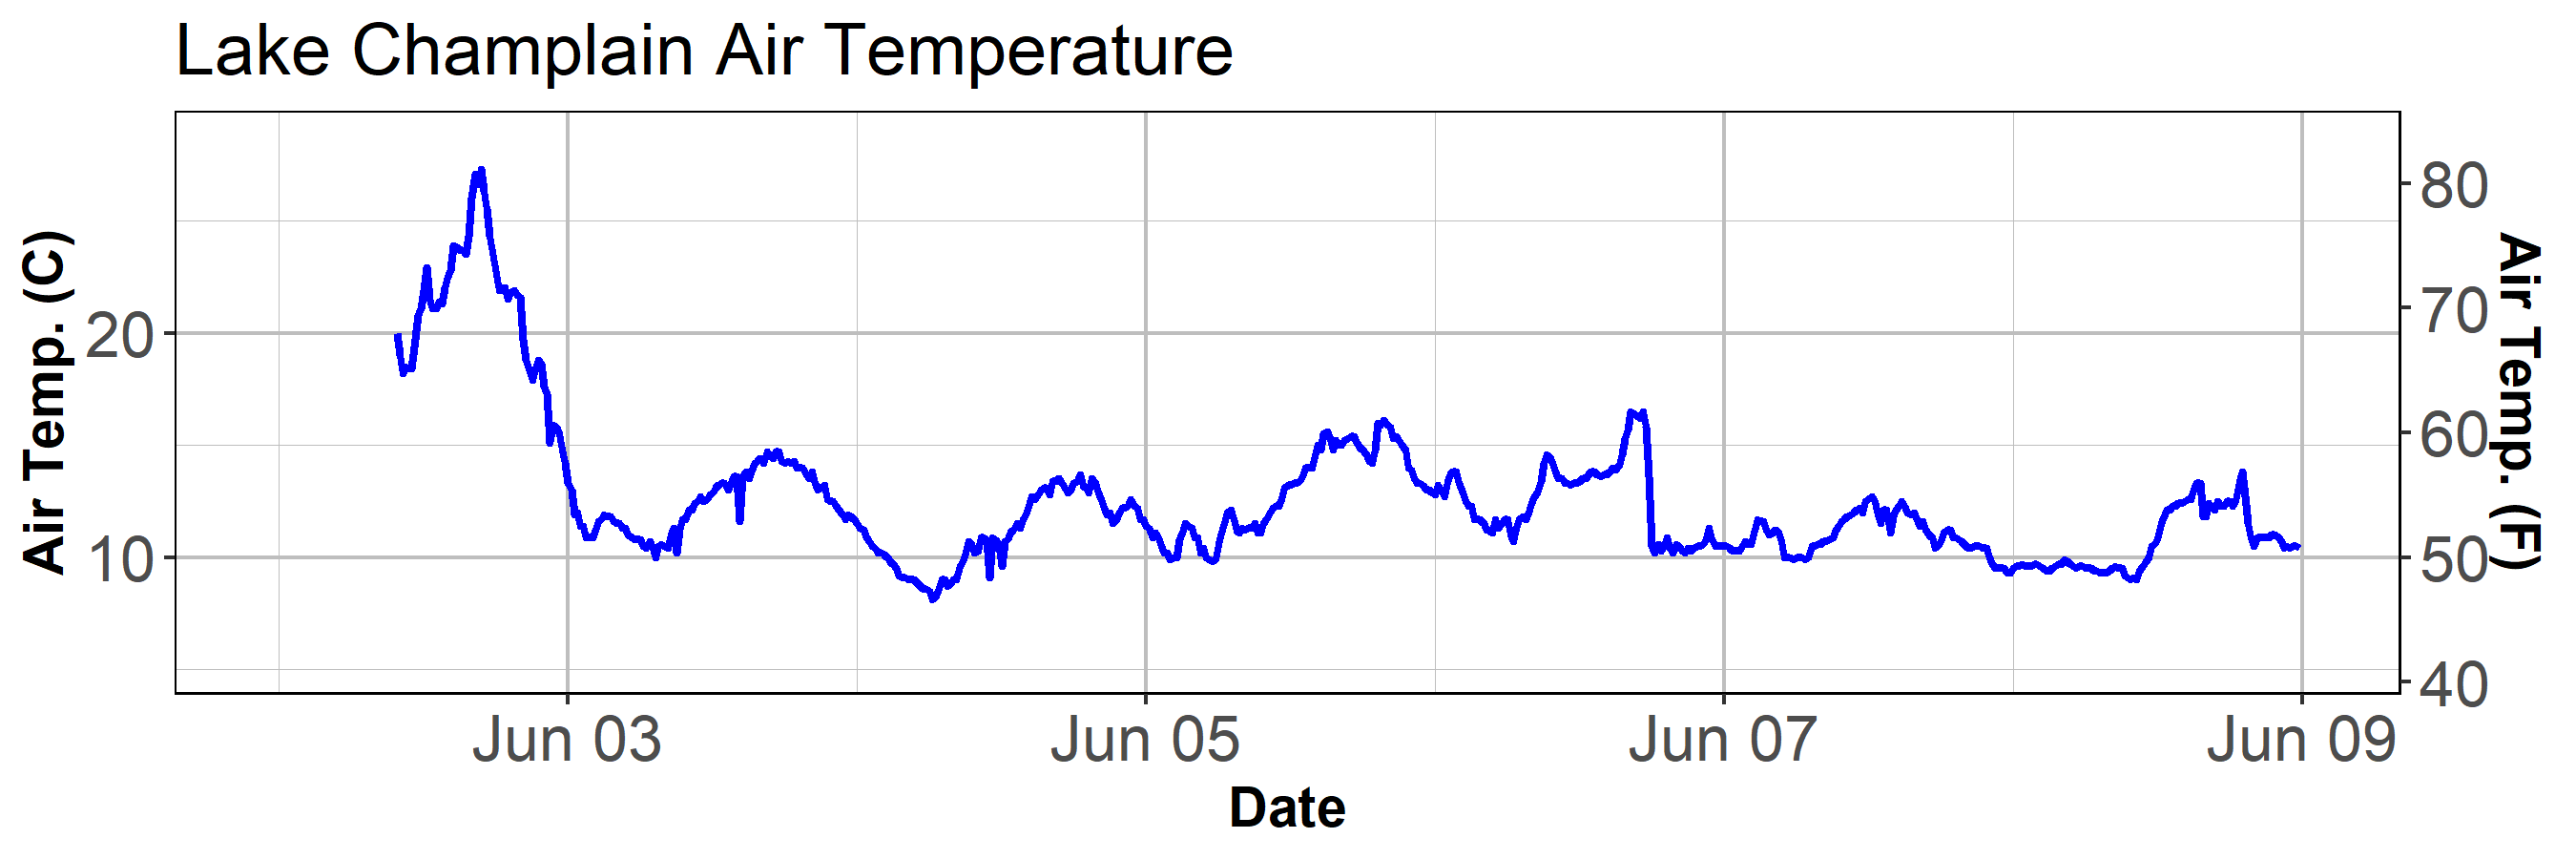 Lake Champlain Air Temperature
Air Temp. (C)
20
10
80
70
60
50
40
Air Temp. (F)
Jun 03 Jun 05 Jun 07 Jun 09
Date